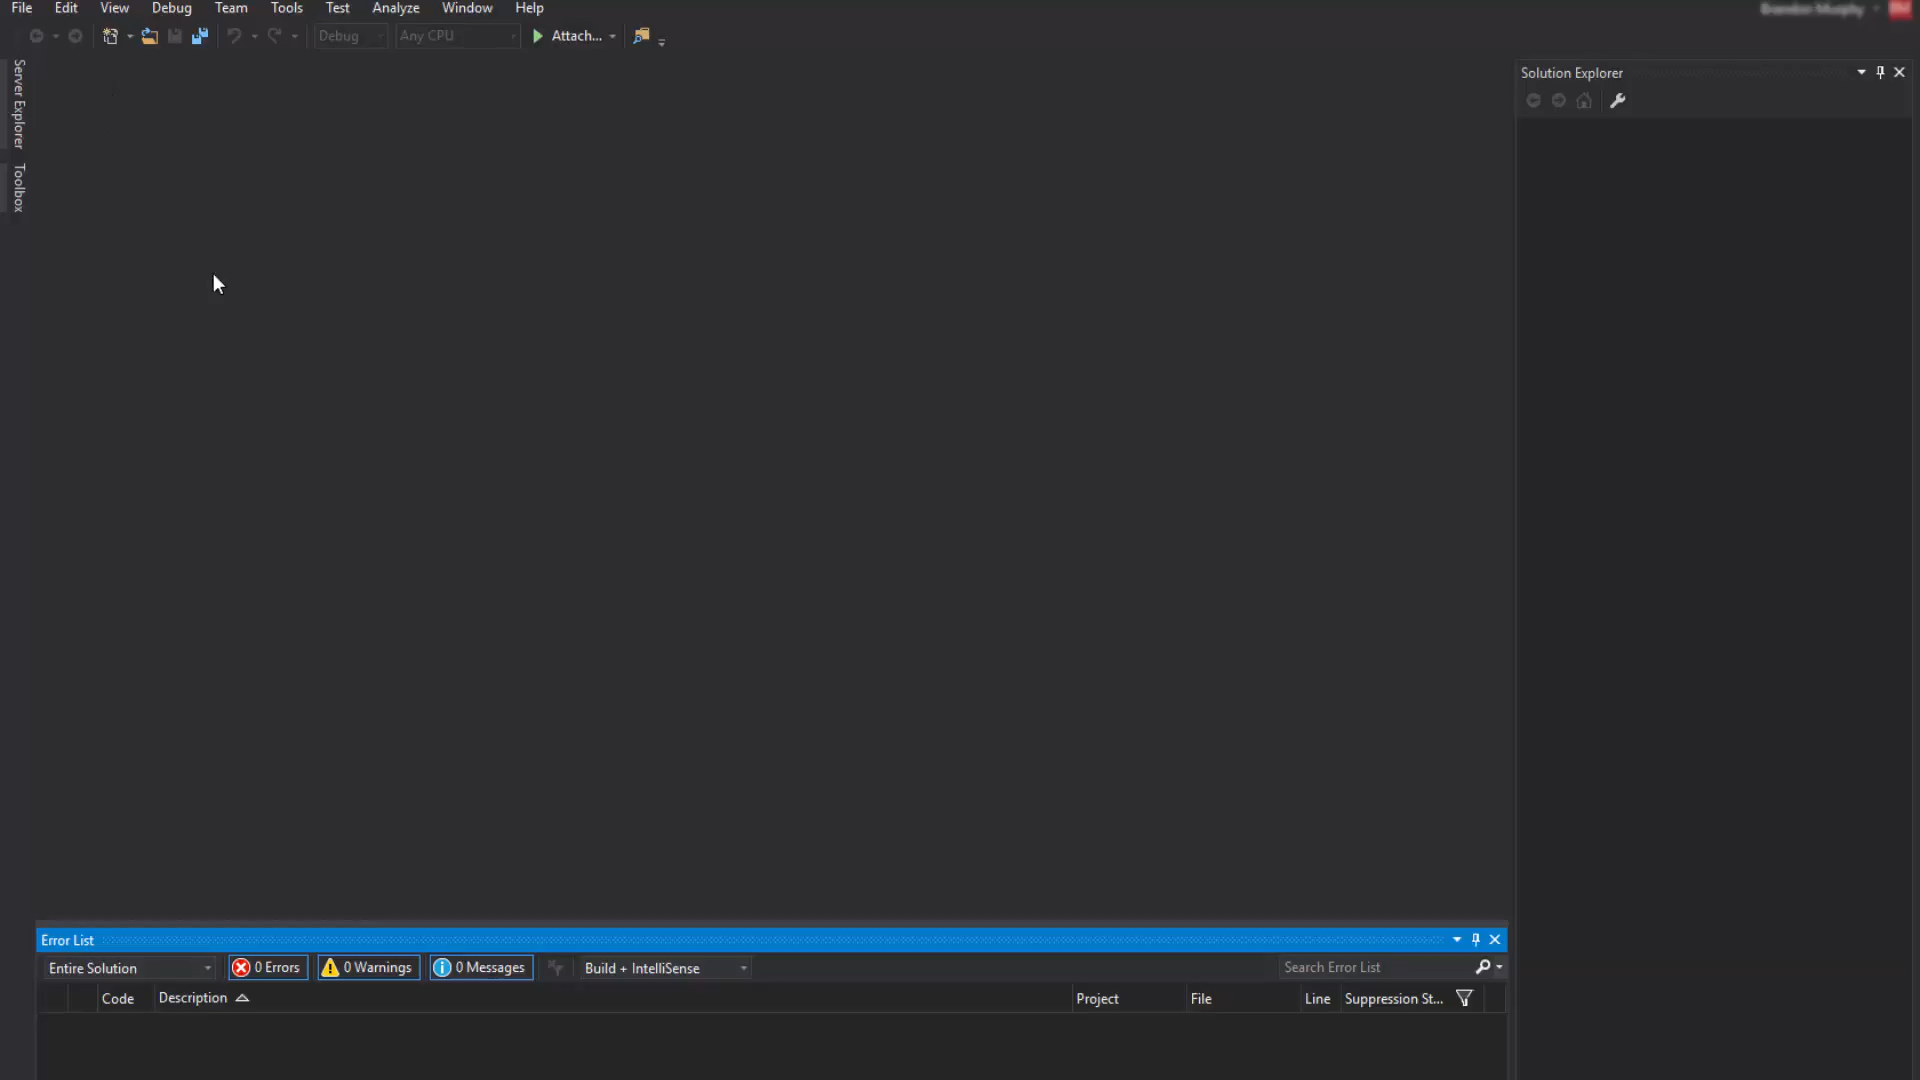 File Edit View Debug Team Tools Test Analyze Window Help
Debug Any CPU Attach...
Server Explorer
Toolbox
Solution Explorer
Error List
Entire Solution 0 Errors 0 Warnings 0 Messages Build + IntelliSense Search Error List
Code Description Project File Line Suppression St...